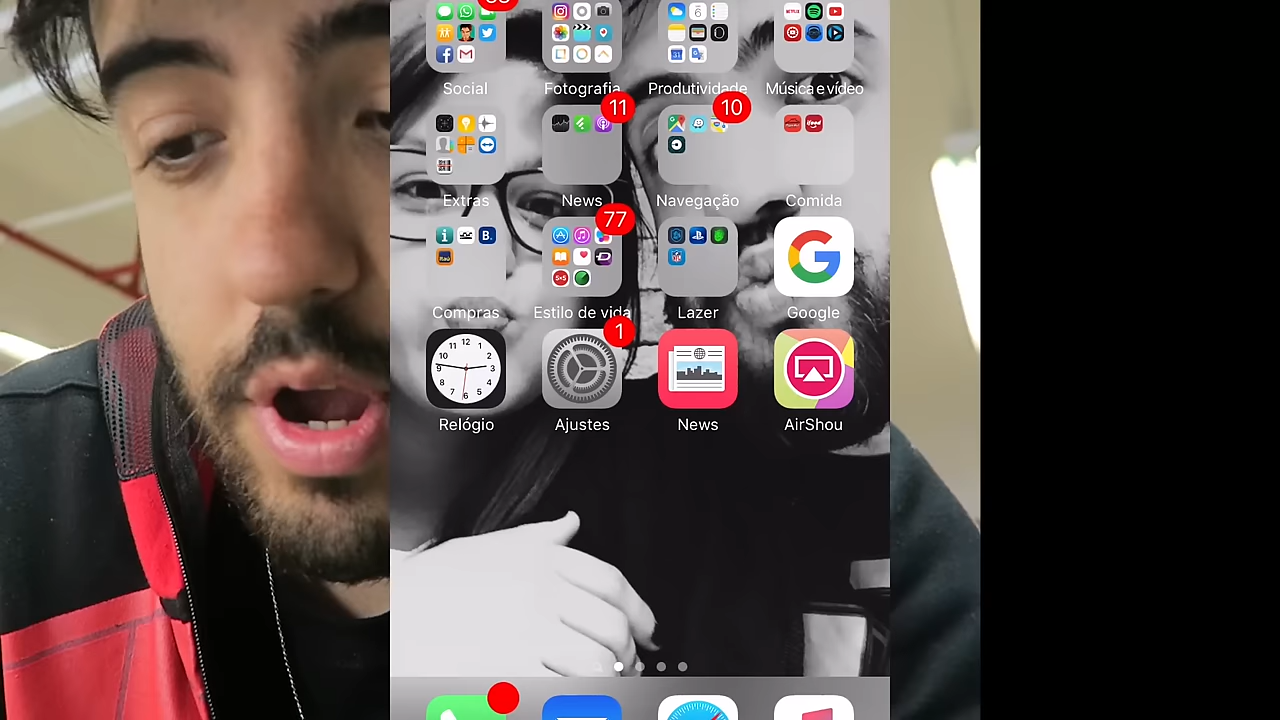 Social Fotografia Produtividade Música e vídeo
11 10
Extras News Navegação Comida
77
Compras Estilo de vida Lazer Google
1
Relógio Ajustes News AirShou